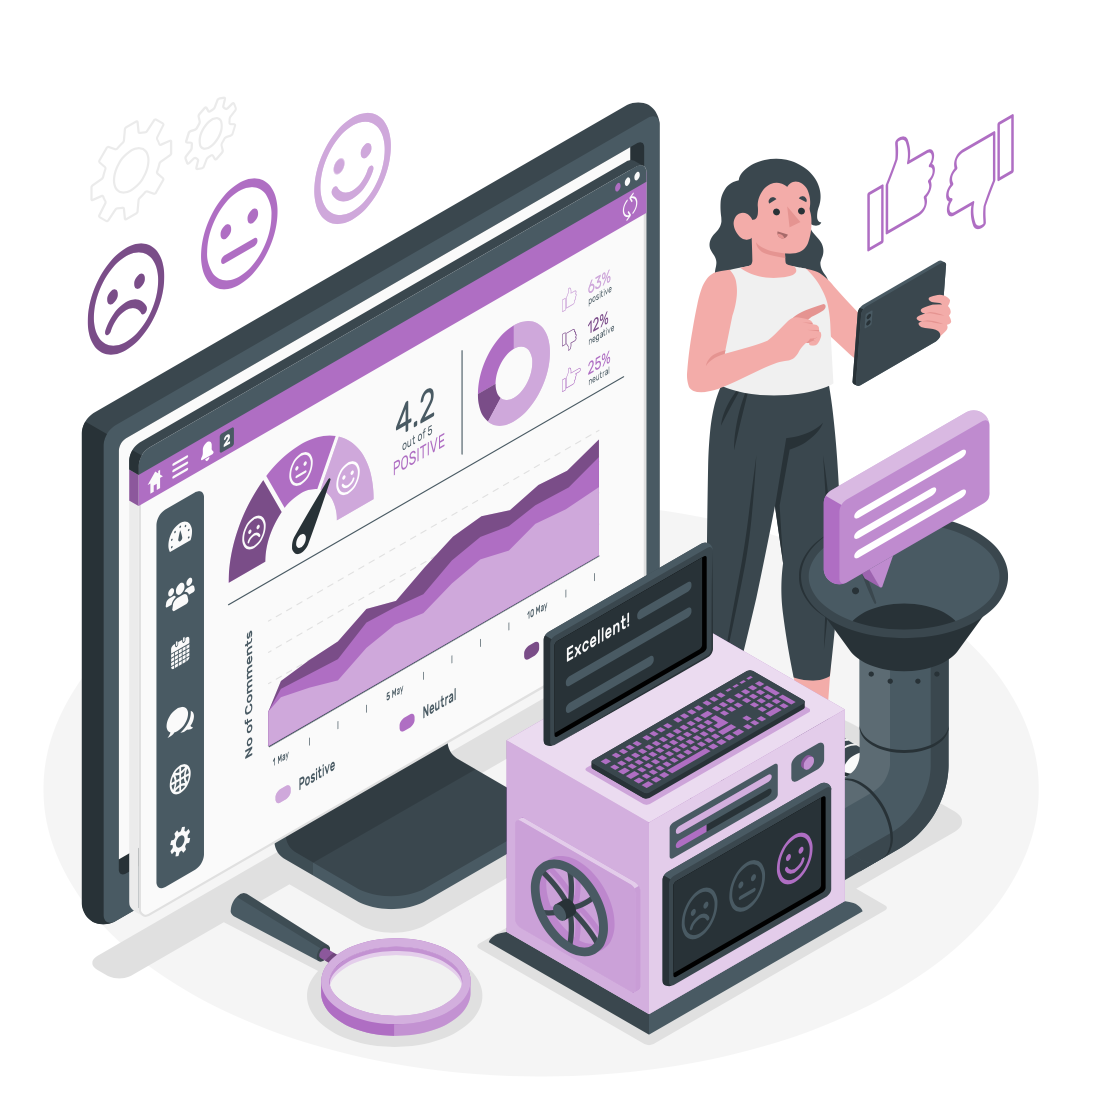 2
4.2
out of 5
POSITIVE
63%
positive
12%
negative
25%
neutral
No of Comments
1 May
5 May
10 May
Positive
Neutral
Excellent!